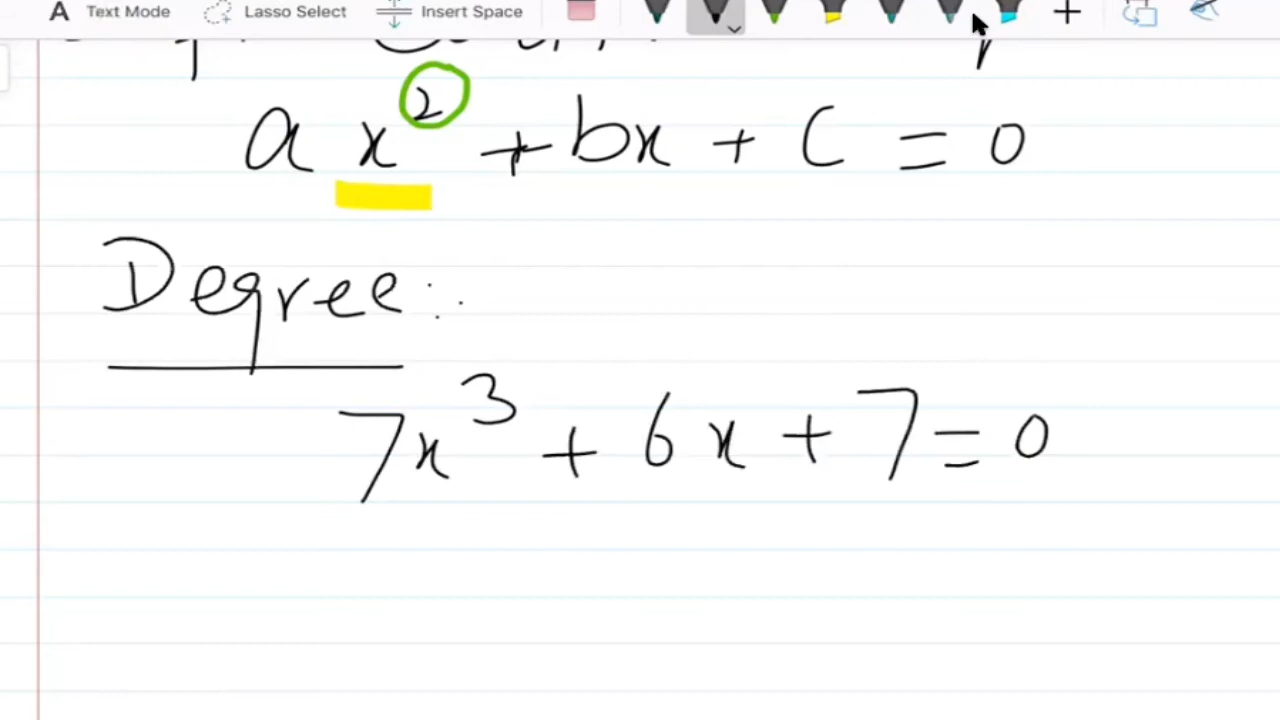 A Text Mode Lasso Select Insert Space
ax² + bx + c = 0
Degree:
7x³ + 6x + 7 = 0